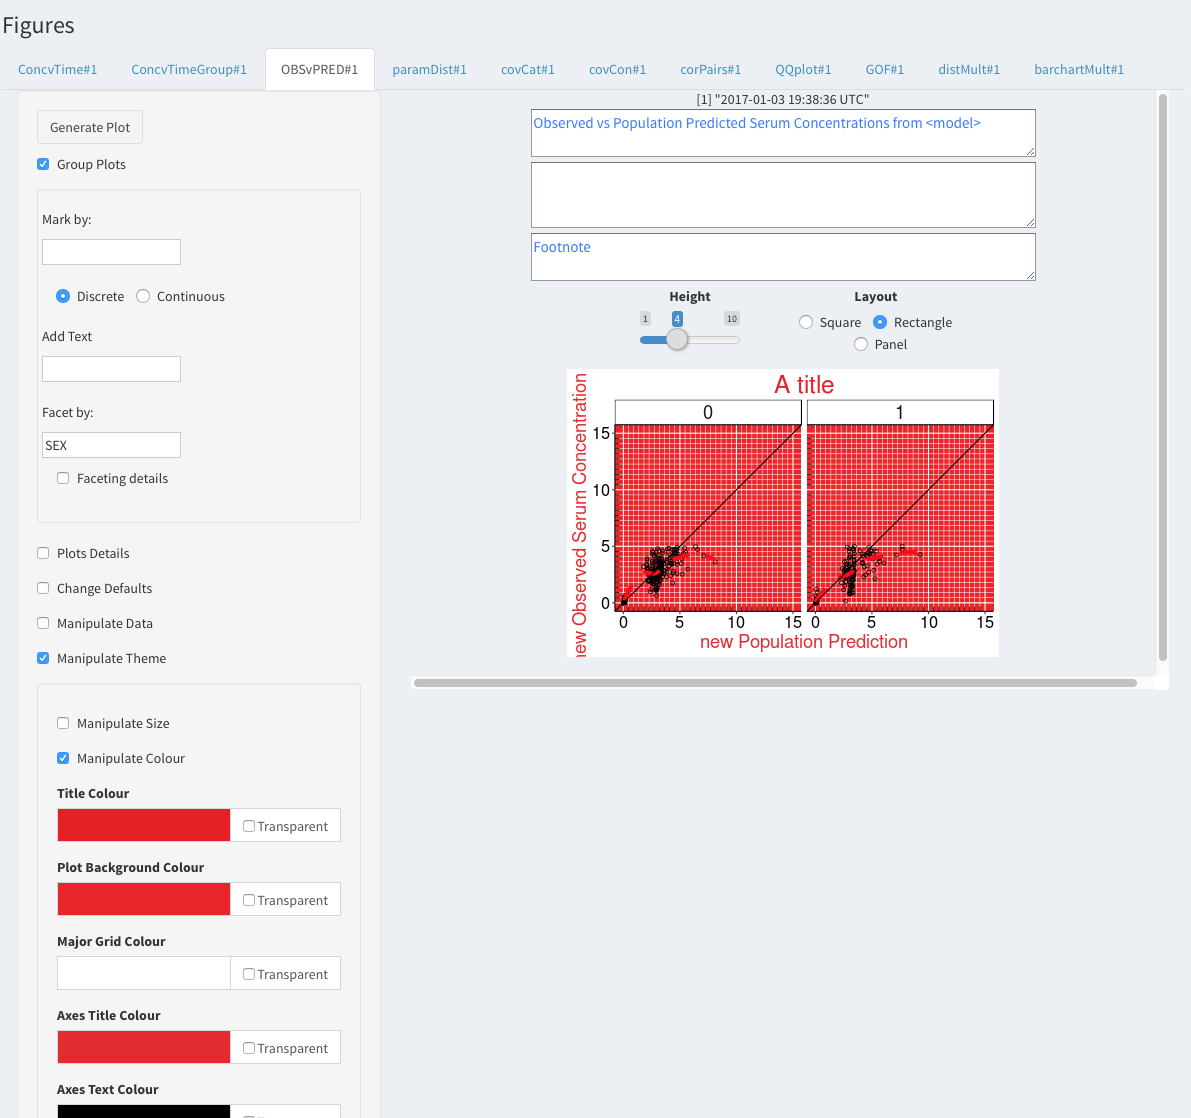 Figures
ConcvTime#1 ConcvTimeGroup#1 OBSvPRED#1 paramDist#1 covCat#1 covCon#1 corPairs#1 QQplot#1 GOF#1 distMult#1 barchartMult#1
Generate Plot
Group Plots
Mark by:
Discrete Continuous
Add Text
Facet by:
SEX
Faceting details
Plots Details
Change Defaults
Manipulate Data
Manipulate Theme
Manipulate Size
Manipulate Colour
Title Colour
Transparent
Plot Background Colour
Transparent
Major Grid Colour
Transparent
Axes Title Colour
Transparent
Axes Text Colour
[1] "2017-01-03 19:38:36 UTC"
Observed vs Population Predicted Serum Concentrations from <model>
Footnote
Height
1 4 10
Layout
Square Rectangle
Panel
A title
0 1
new Observed Serum Concentration
15
10
5
0
0 5 10 15 0 5 10 15
new Population Prediction